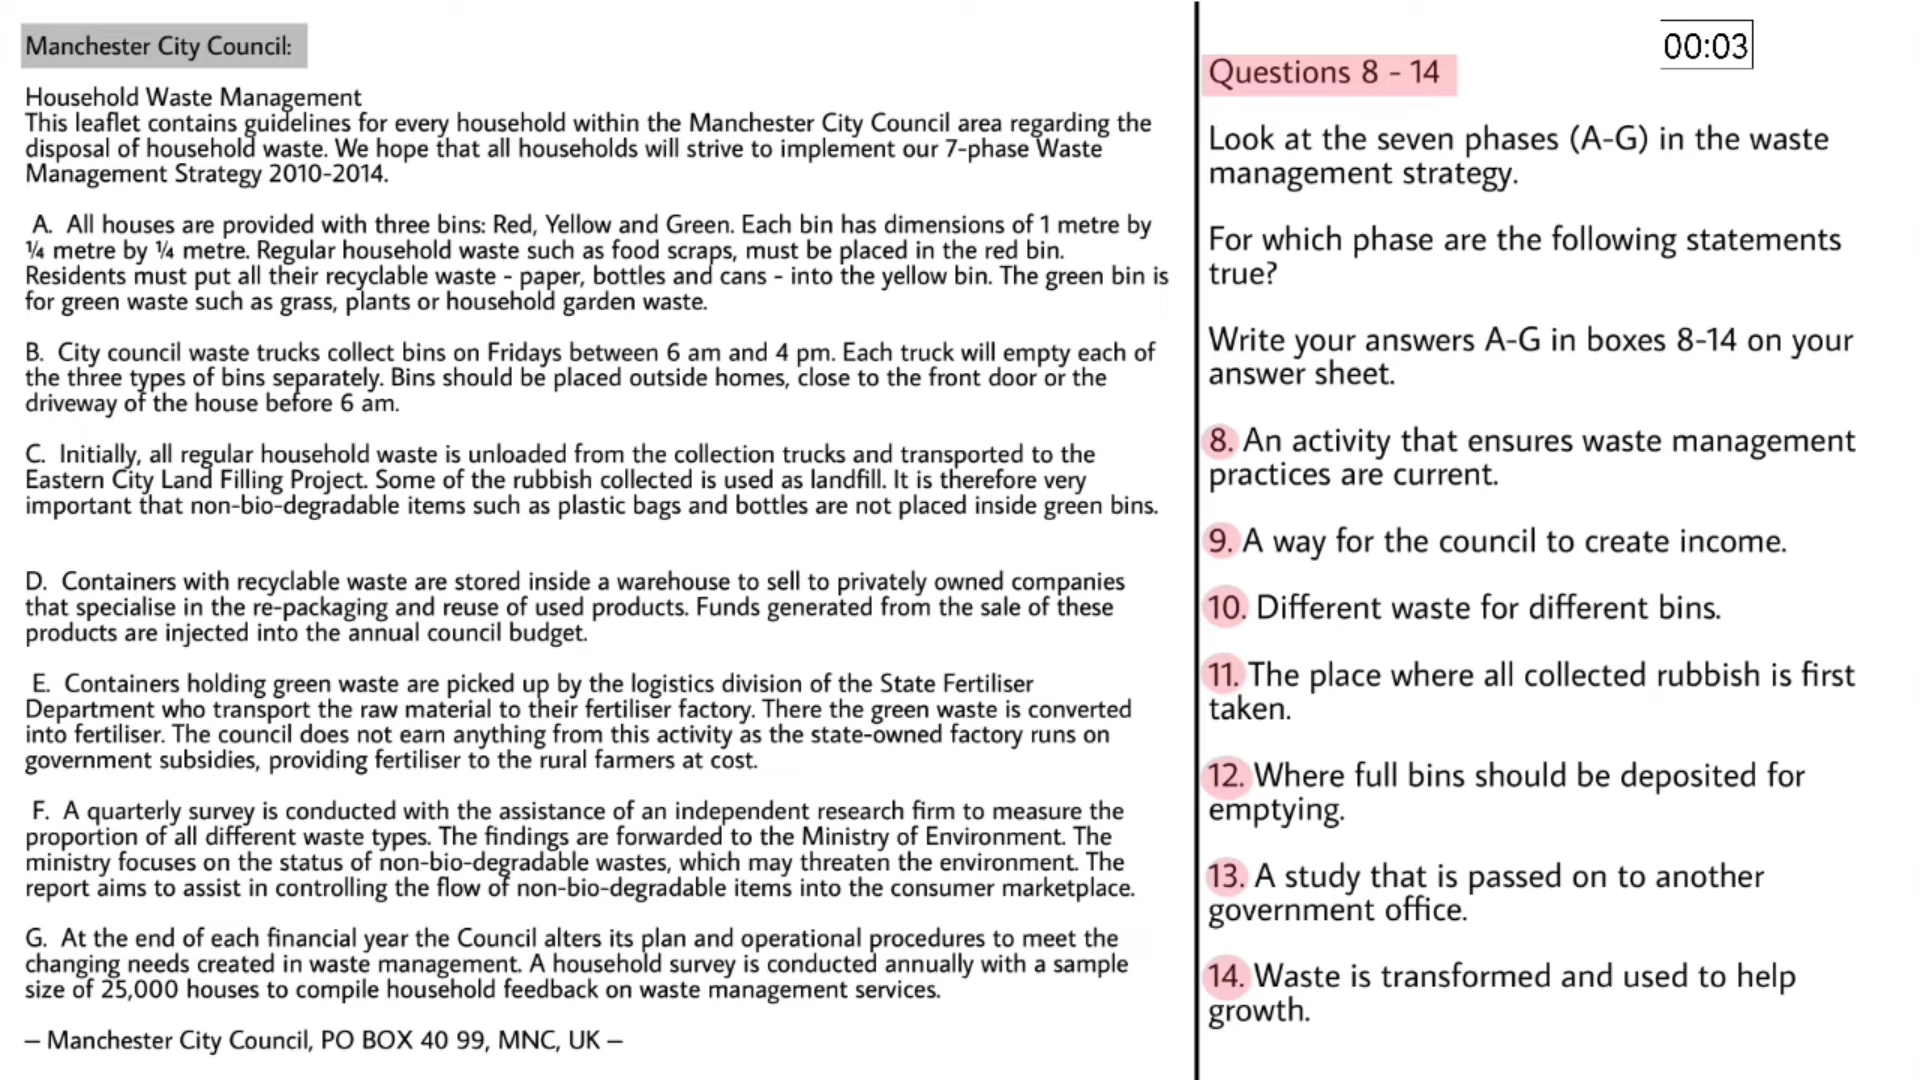 Manchester City Council:
Household Waste Management
This leaflet contains guidelines for every household within the Manchester City Council area regarding the
disposal of household waste. We hope that all households will strive to implement our 7-phase Waste
Management Strategy 2010-2014.
A. All houses are provided with three bins: Red, Yellow and Green. Each bin has dimensions of 1 metre by
¼ metre by ¼ metre. Regular household waste such as food scraps, must be placed in the red bin.
Residents must put all their recyclable waste - paper, bottles and cans - into the yellow bin. The green bin is
for green waste such as grass, plants or household garden waste.
B. City council waste trucks collect bins on Fridays between 6 am and 4 pm. Each truck will empty each of
the three types of bins separately. Bins should be placed outside homes, close to the front door or the
driveway of the house before 6 am.
C. Initially, all regular household waste is unloaded from the collection trucks and transported to the
Eastern City Land Filling Project. Some of the rubbish collected is used as landfill. It is therefore very
important that non-bio-degradable items such as plastic bags and bottles are not placed inside green bins.
D. Containers with recyclable waste are stored inside a warehouse to sell to privately owned companies
that specialise in the re-packaging and reuse of used products. Funds generated from the sale of these
products are injected into the annual council budget.
E. Containers holding green waste are picked up by the logistics division of the State Fertiliser
Department who transport the raw material to their fertiliser factory. There the green waste is converted
into fertiliser. The council does not earn anything from this activity as the state-owned factory runs on
government subsidies, providing fertiliser to the rural farmers at cost.
F. A quarterly survey is conducted with the assistance of an independent research firm to measure the
proportion of all different waste types. The findings are forwarded to the Ministry of Environment. The
ministry focuses on the status of non-bio-degradable wastes, which may threaten the environment. The
report aims to assist in controlling the flow of non-bio-degradable items into the consumer marketplace.
G. At the end of each financial year the Council alters its plan and operational procedures to meet the
changing needs created in waste management. A household survey is conducted annually with a sample
size of 25,000 houses to compile household feedback on waste management services.
– Manchester City Council, PO BOX 40 99, MNC, UK –
00:03
Questions 8 - 14
Look at the seven phases (A-G) in the waste
management strategy.
For which phase are the following statements
true?
Write your answers A-G in boxes 8-14 on your
answer sheet.
8. An activity that ensures waste management
practices are current.
9. A way for the council to create income.
10. Different waste for different bins.
11. The place where all collected rubbish is first
taken.
12. Where full bins should be deposited for
emptying.
13. A study that is passed on to another
government office.
14. Waste is transformed and used to help
growth.